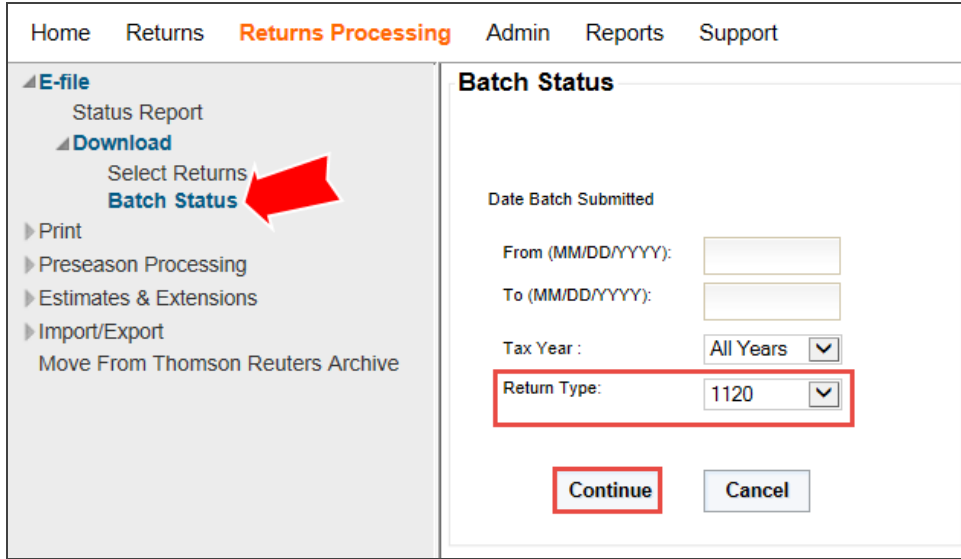 Home Returns Returns Processing Admin Reports Support
E-file
Status Report
Download
Select Returns
Batch Status
Print
Preseason Processing
Estimates & Extensions
Import/Export
Move From Thomson Reuters Archive
Batch Status
Date Batch Submitted
From (MM/DD/YYYY):
To (MM/DD/YYYY):
Tax Year : All Years
Return Type: 1120
Continue Cancel